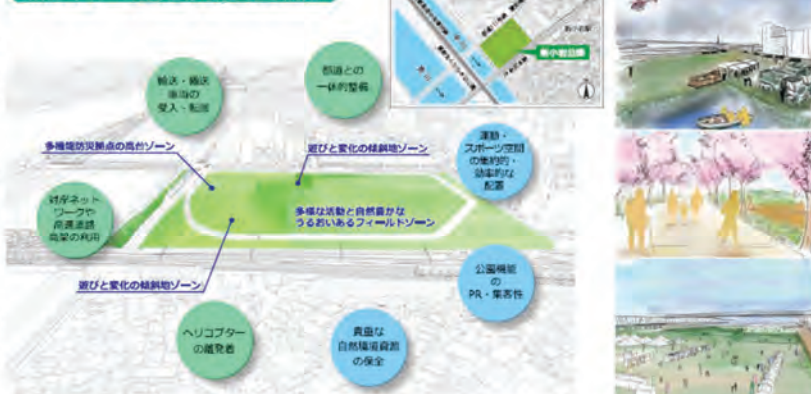 輸送・搬送
車両の
受入・転回
都道との
一体的整備
新小岩公園
多機能防災拠点の高台ゾーン
遊びと変化の傾斜地ゾーン
運動・
スポーツ空間
の集約的・
効率的な
配置
対岸ネット
ワークや
高速道路
高架の利用
多様な活動と自然豊かな
うるおいあるフィールドゾーン
遊びと変化の傾斜地ゾーン
公園機能
の
PR・集客性
ヘリコプター
の離発着
貴重な
自然環境資源
の保全